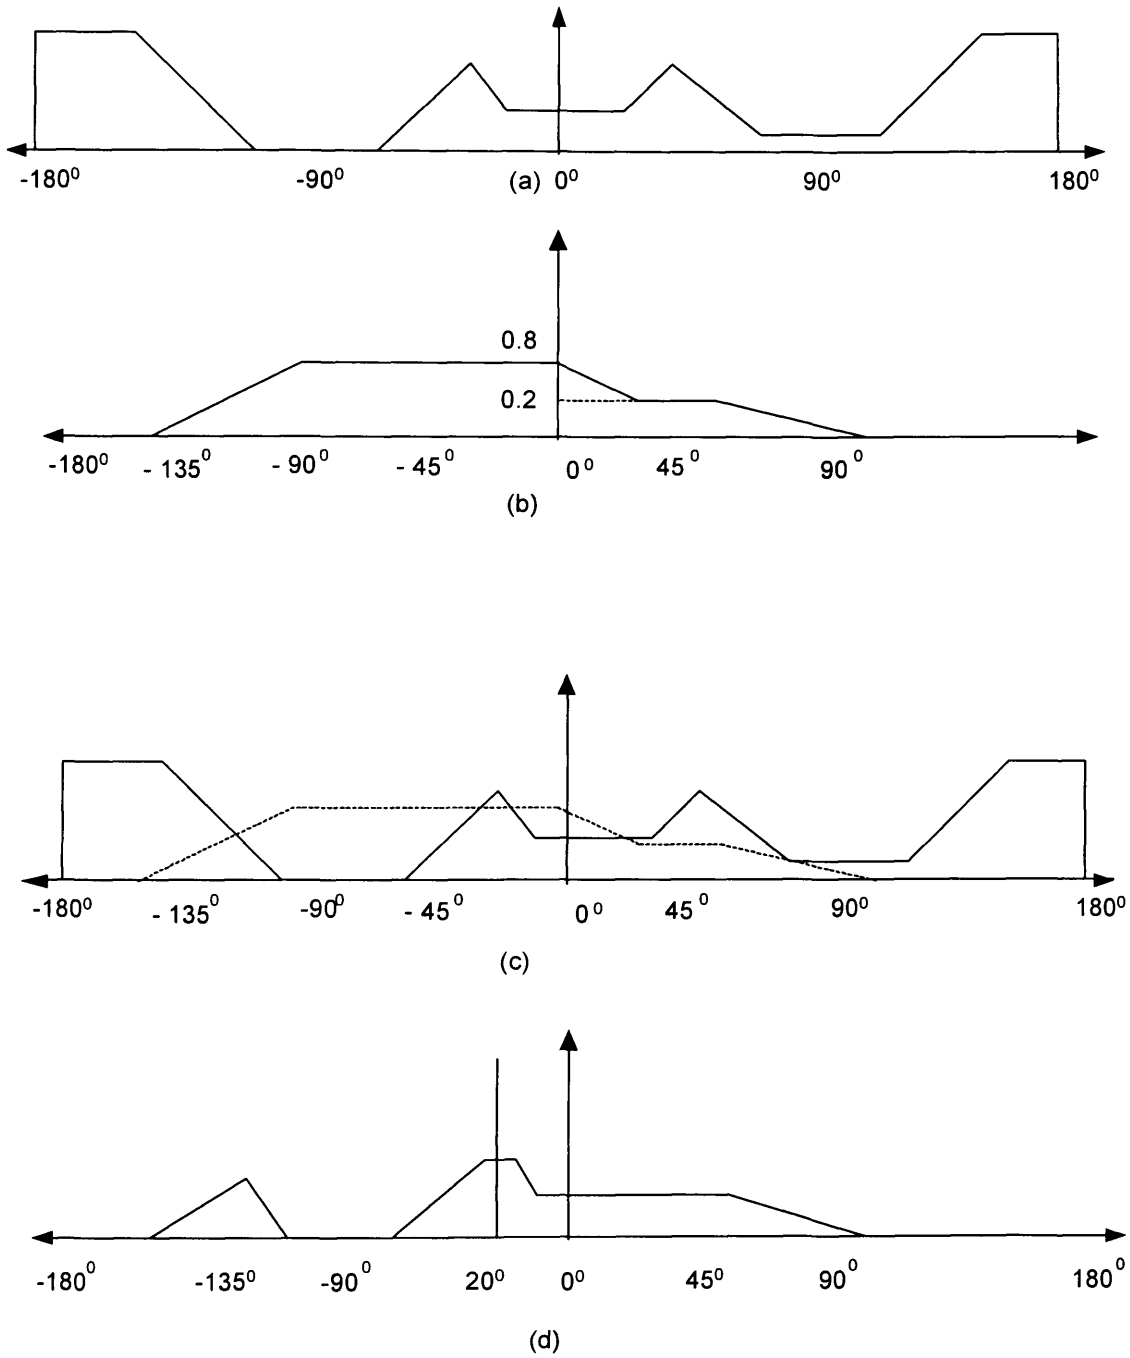 -180⁰ -90⁰ (a) 0⁰ 90⁰ 180⁰
0.8
0.2
-180⁰ - 135⁰ - 90⁰ - 45⁰ 0⁰ 45⁰ 90⁰
(b)
-180⁰ - 135⁰ -90⁰ - 45⁰ 0⁰ 45⁰ 90⁰ 180⁰
(c)
-180⁰ -135⁰ -90⁰ 20⁰ 0⁰ 45⁰ 90⁰ 180⁰
(d)